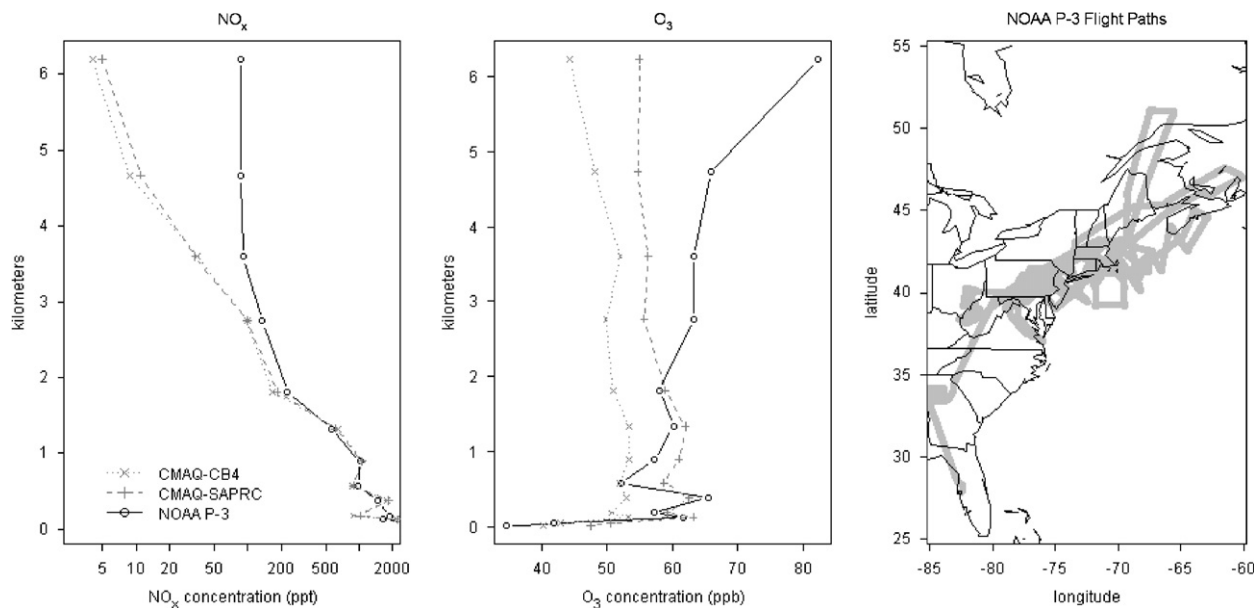 NOx
kilometers
6
5
4
3
2
1
0
CMAQ-CB4
CMAQ-SAPRC
NOAA P-3
5 10 20 50 200 500 2000
NOx concentration (ppt)
O3
kilometers
6
5
4
3
2
1
0
40 50 60 70 80
O3 concentration (ppb)
NOAA P-3 Flight Paths
latitude
55
50
45
40
35
30
25
-85 -80 -75 -70 -65 -60
longitude